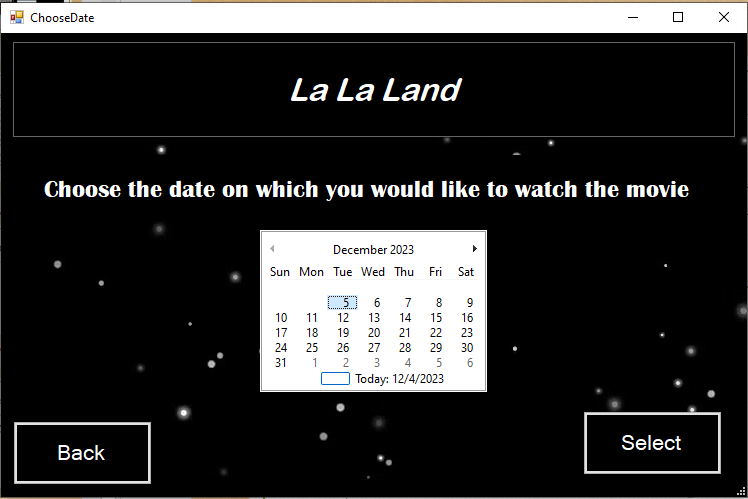 ChooseDate
La La Land
Choose the date on which you would like to watch the movie
December 2023
Sun Mon Tue Wed Thu Fri Sat
5 6 7 8 9
10 11 12 13 14 15 16
17 18 19 20 21 22 23
24 25 26 27 28 29 30
31 1 2 3 4 5 6
Today: 12/4/2023
Back
Select